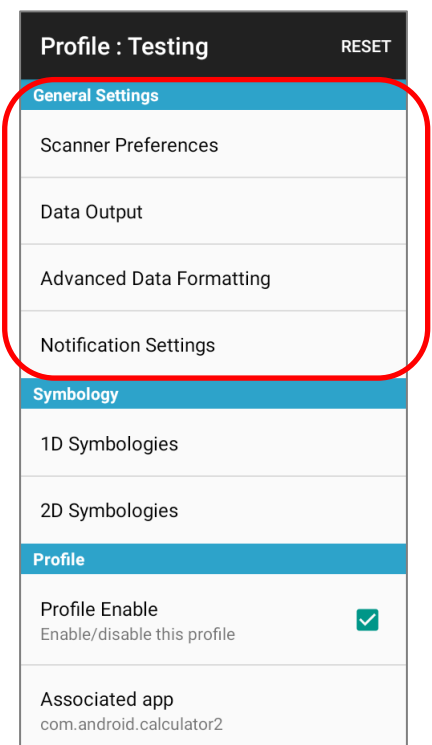 Profile : Testing RESET
General Settings
Scanner Preferences
Data Output
Advanced Data Formatting
Notification Settings
Symbology
1D Symbologies
2D Symbologies
Profile
Profile Enable
Enable/disable this profile
Associated app
com.android.calculator2